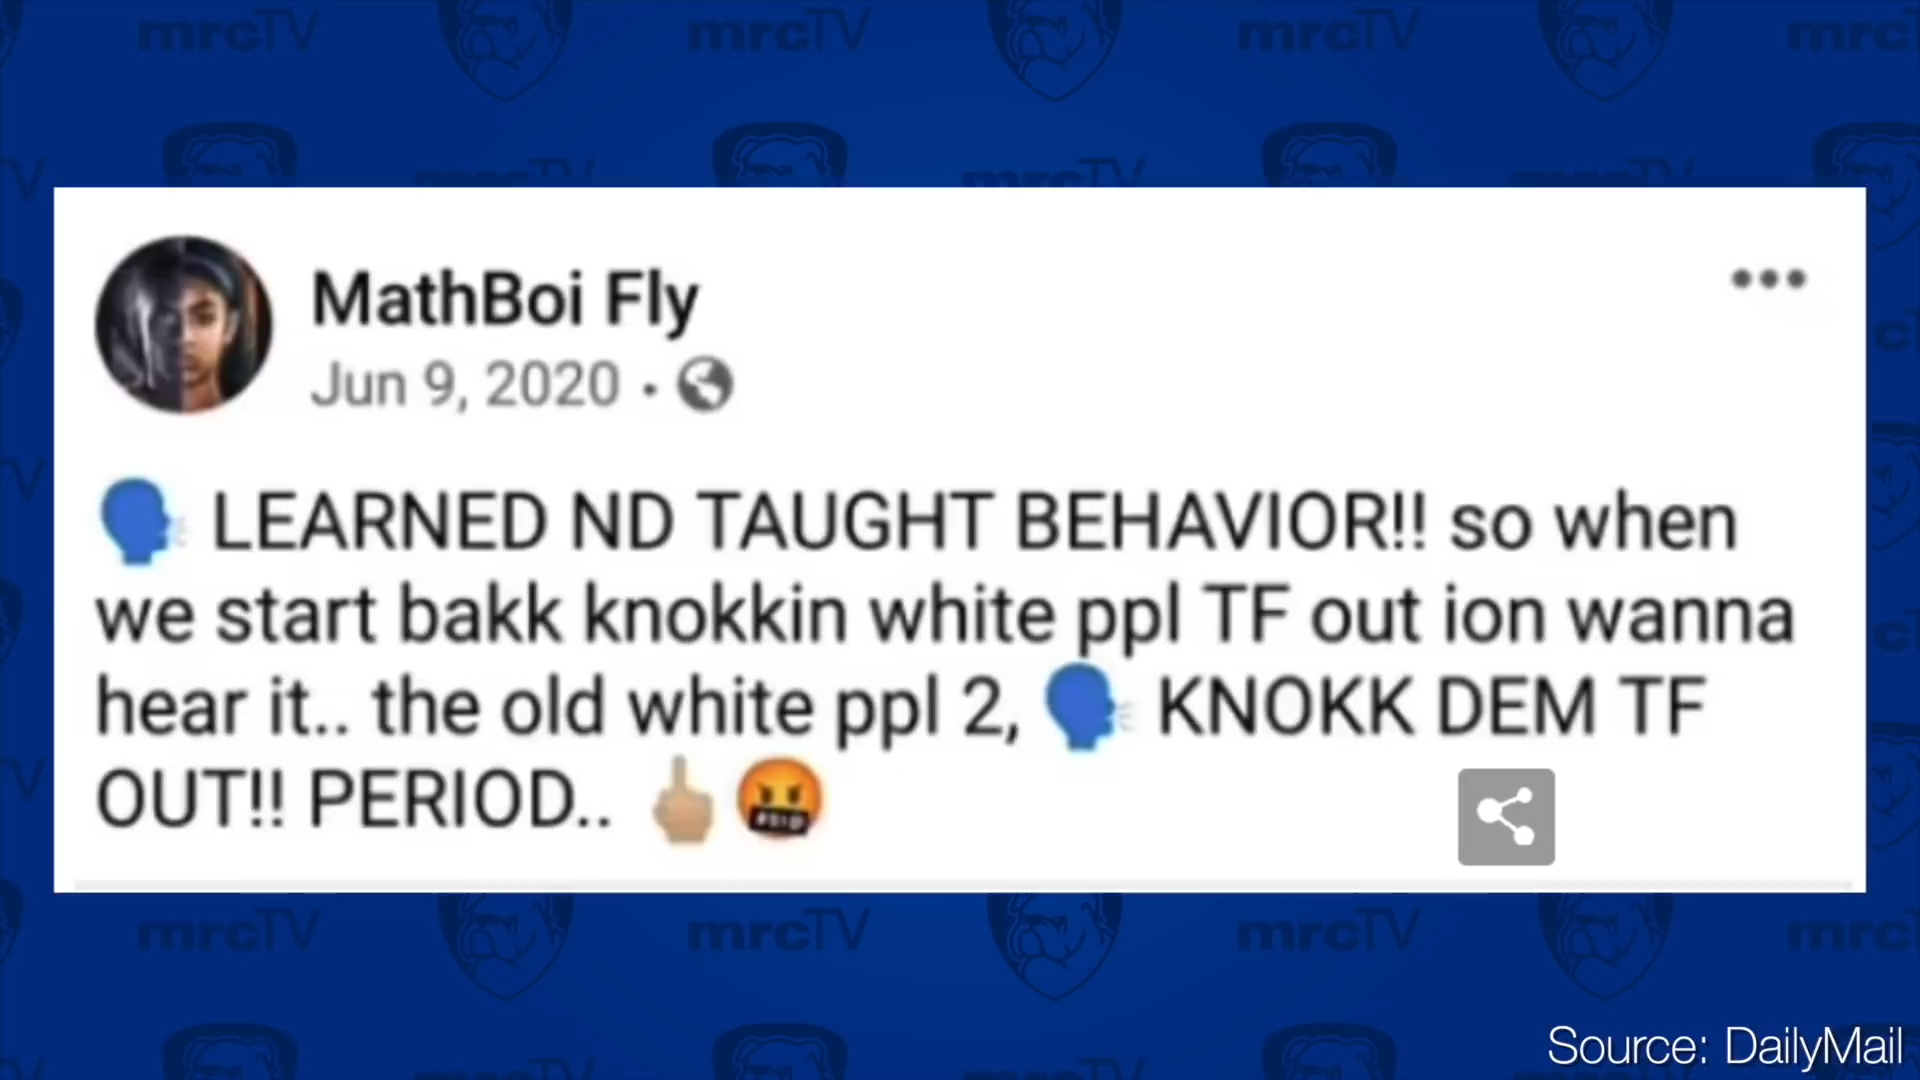 mrcTV mrcTV mrcTV mrc
MathBoi Fly
Jun 9, 2020 ·
🗣 LEARNED ND TAUGHT BEHAVIOR!! so when
we start bakk knokkin white ppl TF out ion wanna
hear it.. the old white ppl 2, 🗣 KNOKK DEM TF
OUT!! PERIOD.. 🖕🏼 🤬
mrcTV mrcTV mrcTV mrc
Source: DailyMail